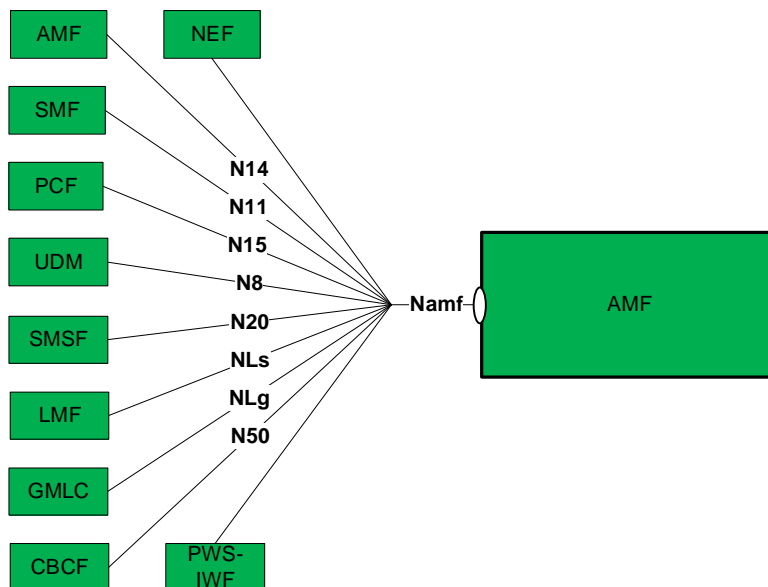 AMF
NEF
SMF
PCF
UDM
SMSF
LMF
GMLC
CBCF
PWS-
IWF
N14
N11
N15
N8
N20
NLs
NLg
N50
Namf
AMF